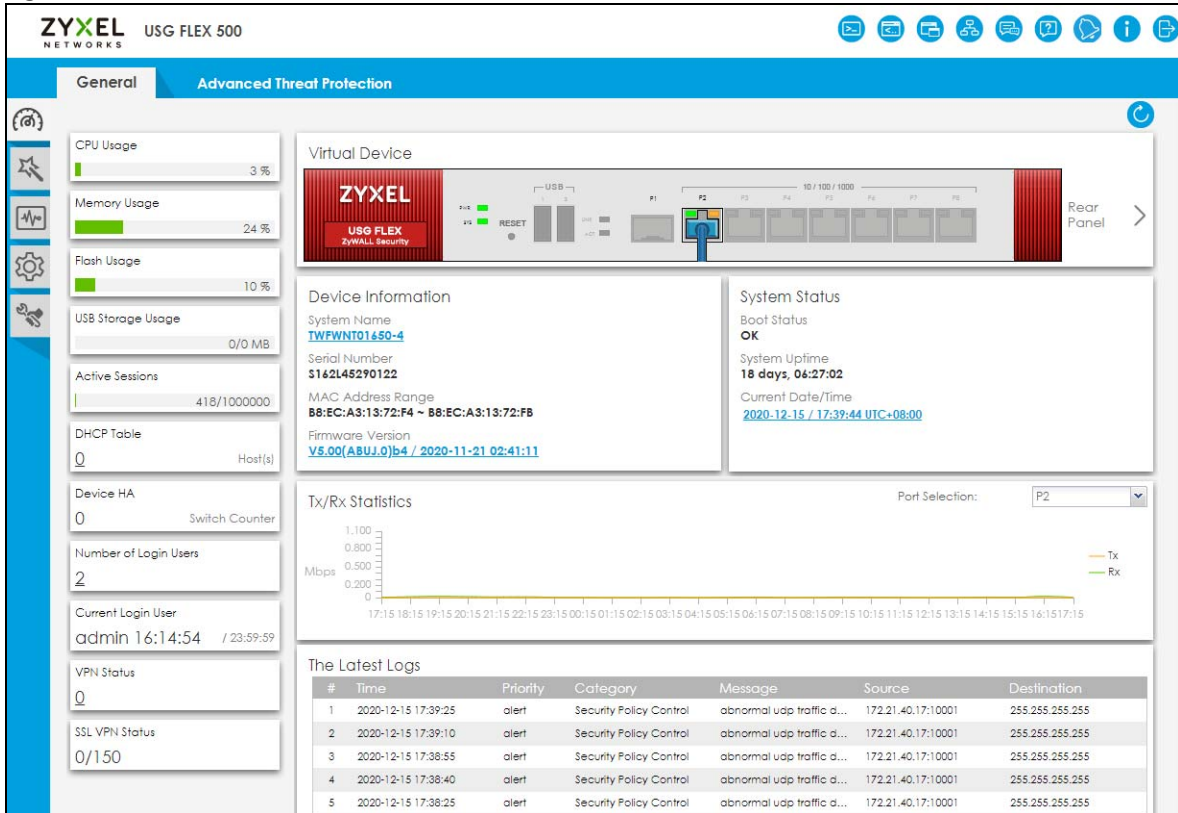 ZYXEL
NETWORKS
USG FLEX 500
General
Advanced Threat Protection
CPU Usage
3 %
Memory Usage
24 %
Flash Usage
10 %
USB Storage Usage
0/0 MB
Active Sessions
418/1000000
DHCP Table
0 Host(s)
Device HA
0 Switch Counter
Number of Login Users
2
Current Login User
admin 16:14:54 / 23:59:59
VPN Status
0
SSL VPN Status
0/150
Virtual Device
ZYXEL
USG FLEX
ZyWALL Security
PWR
SYS
RESET
USB
1 2
P1 P2 P3 P4 P5 P6 P7 P8
10 / 100 / 1000
Rear
Panel
Device Information
System Name
TWFWNT01650-4
Serial Number
S162L45290122
MAC Address Range
B8:EC:A3:13:72:F4 ~ B8:EC:A3:13:72:FB
Firmware Version
V5.00(ABUJ.0)b4 / 2020-11-21 02:41:11
System Status
Boot Status
OK
System Uptime
18 days, 06:27:02
Current Date/Time
2020-12-15 / 17:39:44 UTC+08:00
Tx/Rx Statistics
Port Selection: P2
1.100
0.800
Mbps 0.500
0.200
0
Tx
Rx
17:15 18:15 19:15 20:15 21:15 22:15 23:15 00:15 01:15 02:15 03:15 04:15 05:15 06:15 07:15 08:15 09:15 10:15 11:15 12:15 13:15 14:15 15:15 16:15 17:15
The Latest Logs
# Time Priority Category Message Source Destination
1 2020-12-15 17:39:25 alert Security Policy Control abnormal udp traffic d... 172.21.40.17:10001 255.255.255.255
2 2020-12-15 17:39:10 alert Security Policy Control abnormal udp traffic d... 172.21.40.17:10001 255.255.255.255
3 2020-12-15 17:38:55 alert Security Policy Control abnormal udp traffic d... 172.21.40.17:10001 255.255.255.255
4 2020-12-15 17:38:40 alert Security Policy Control abnormal udp traffic d... 172.21.40.17:10001 255.255.255.255
5 2020-12-15 17:38:25 alert Security Policy Control abnormal udp traffic d... 172.21.40.17:10001 255.255.255.255